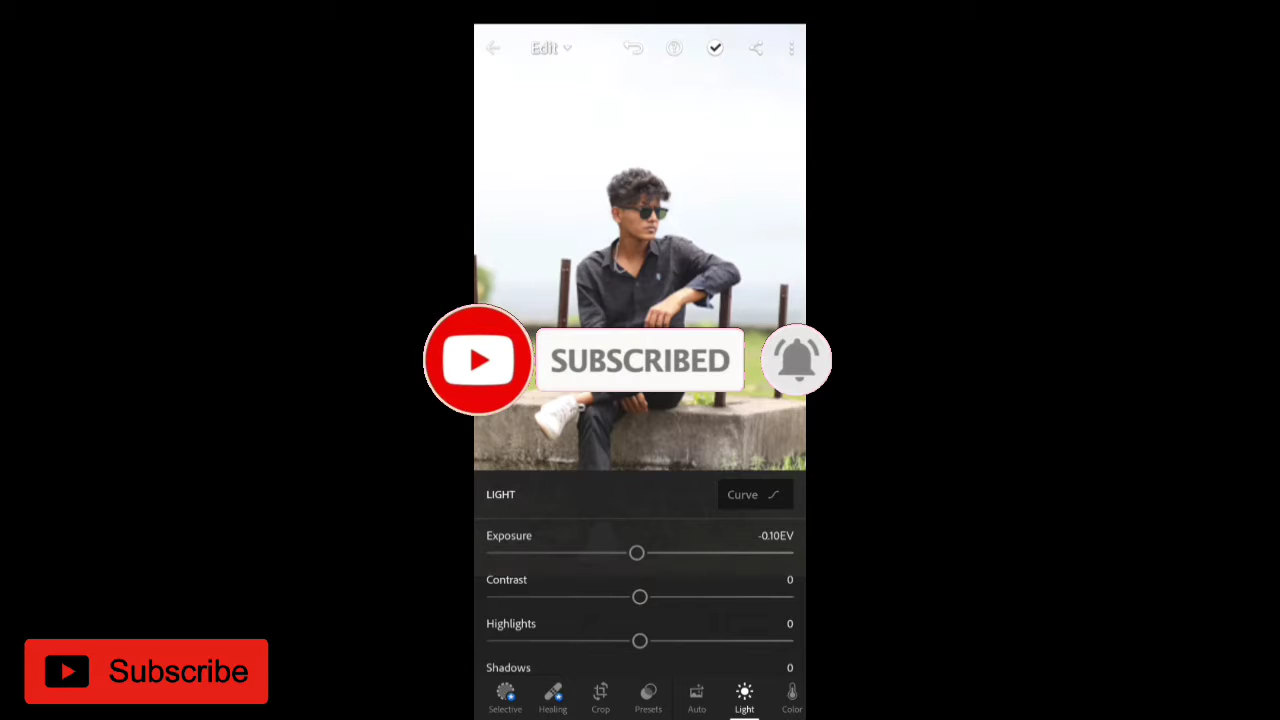 Edit
SUBSCRIBED
LIGHT
Curve
Exposure
-0.10EV
Contrast
0
Highlights
0
Shadows
0
Selective
Healing
Crop
Presets
Auto
Light
Color
Subscribe